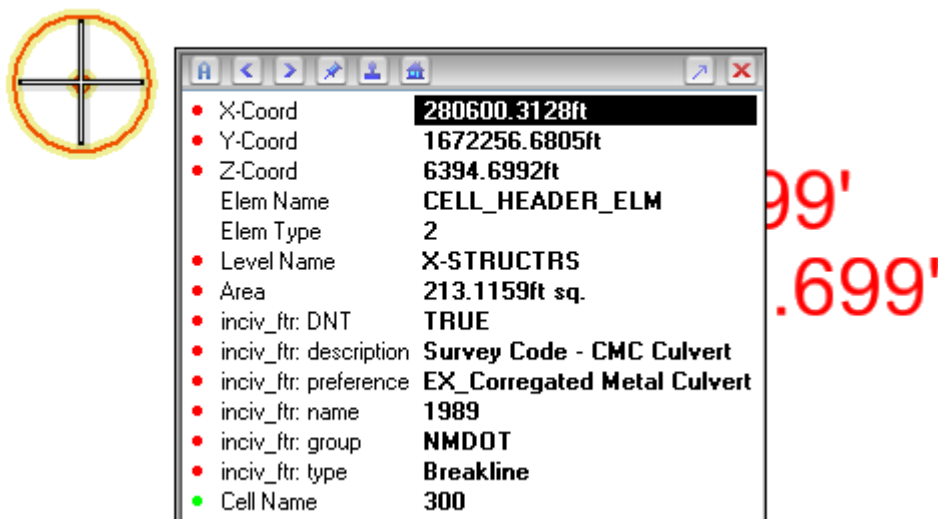 A
X-Coord 280600.3128ft
Y-Coord 1672256.6805ft
Z-Coord 6394.6992ft
Elem Name CELL_HEADER_ELM
Elem Type 2
Level Name X-STRUCTRS
Area 213.1159ft sq.
inciv_ftr: DNT TRUE
inciv_ftr: description Survey Code - CMC Culvert
inciv_ftr: preference EX_Corregated Metal Culvert
inciv_ftr: name 1989
inciv_ftr: group NMDOT
inciv_ftr: type Breakline
Cell Name 300
99'
.699'